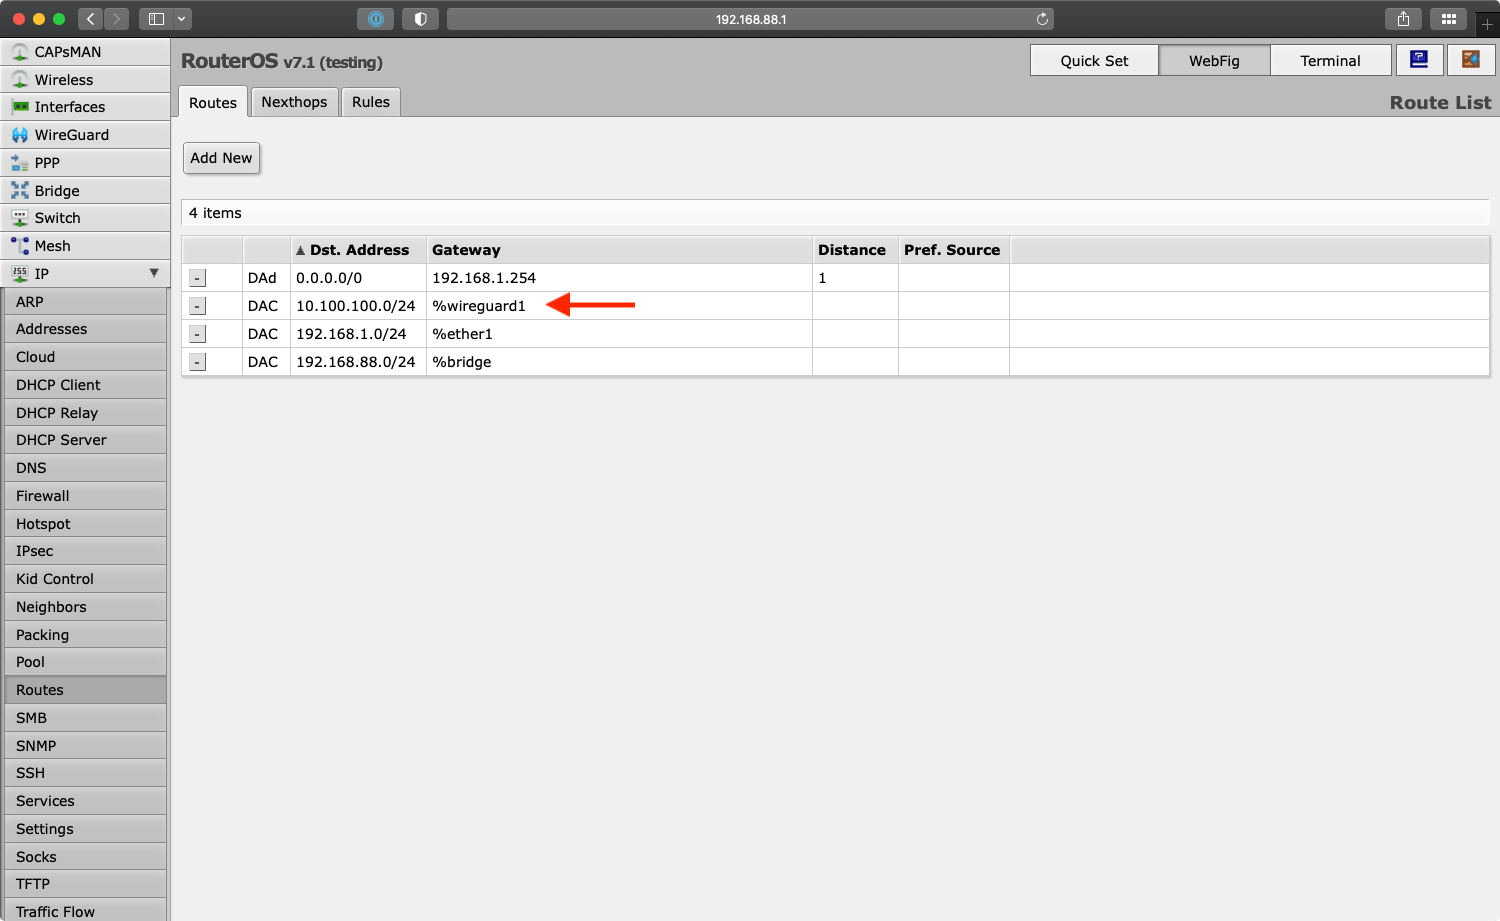 192.168.88.1
CAPsMAN
Wireless
Interfaces
WireGuard
PPP
Bridge
Switch
Mesh
255 IP
ARP
Addresses
Cloud
DHCP Client
DHCP Relay
DHCP Server
DNS
Firewall
Hotspot
IPsec
Kid Control
Neighbors
Packing
Pool
Routes
SMB
SNMP
SSH
Services
Settings
Socks
TFTP
Traffic Flow
RouterOS v7.1 (testing)
Quick Set WebFig Terminal
Routes Nexthops Rules
Route List
Add New
4 items
Dst. Address Gateway Distance Pref. Source
- DAd 0.0.0.0/0 192.168.1.254 1
- DAC 10.100.100.0/24 %wireguard1
- DAC 192.168.1.0/24 %ether1
- DAC 192.168.88.0/24 %bridge